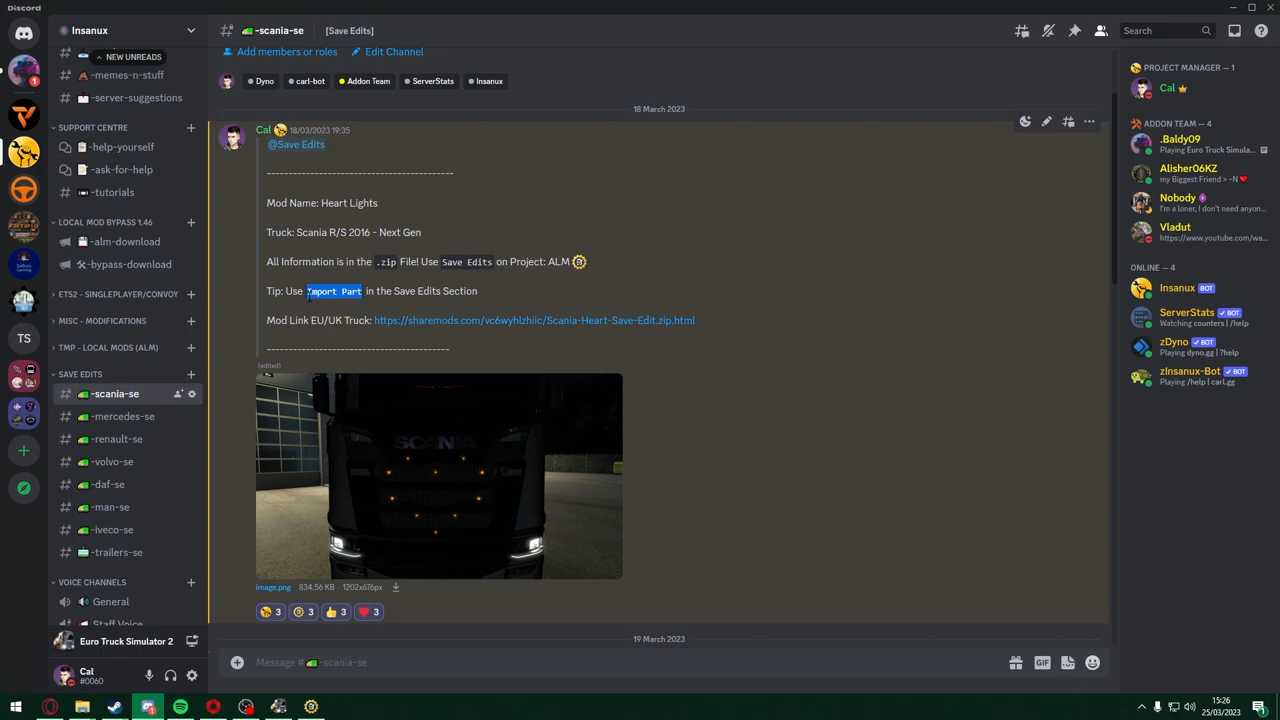 Discord
Insanux
-scania-se
[Save Edits]
Search
NEW UNREADS
-memes-n-stuff
-server-suggestions
SUPPORT CENTRE
-help-yourself
-ask-for-help
-tutorials
LOCAL MOD BYPASS 1.46
-alm-download
-bypass-download
ETS2 - SINGLEPLAYER/CONVOY
MISC - MODIFICATIONS
TMP - LOCAL MODS (ALM)
SAVE EDITS
-scania-se
-mercedes-se
-renault-se
-volvo-se
-daf-se
-man-se
-iveco-se
-trailers-se
VOICE CHANNELS
General
Staff Voice
Euro Truck Simulator 2
Cal
#0060
TS
1
Add members or roles
Edit Channel
Dyno
carl-bot
Addon Team
ServerStats
Insanux
18 March 2023
Cal 18/03/2023 19:35
@Save Edits
-------------------------------------------
Mod Name: Heart Lights
Truck: Scania R/S 2016 - Next Gen
All Information is in the .zip File! Use Save Edits on Project: ALM
Tip: Use Import Part in the Save Edits Section
Mod Link EU/UK Truck: https://sharemods.com/vc6wyhlzhiic/Scania-Heart-Save-Edit.zip.html
------------------------------------------
(edited)
SCANIA
image.png 834.56 KB 1202x676px
3
3
3
3
19 March 2023
Message #-scania-se
GIF
PROJECT MANAGER — 1
Cal
ADDON TEAM — 4
.Baldy09
Playing Euro Truck Simula...
Alisher06KZ
my Biggest Friend > ~N
Nobody
I'm a loner, I don't need anyon...
Vladut
https://www.youtube.com/wa...
ONLINE — 4
Insanux BOT
ServerStats BOT
Watching counters | /help
zDyno BOT
Playing dyno.gg | ?help
zInsanux-Bot BOT
Playing /help | carl.gg
15:26
25/03/2023
1